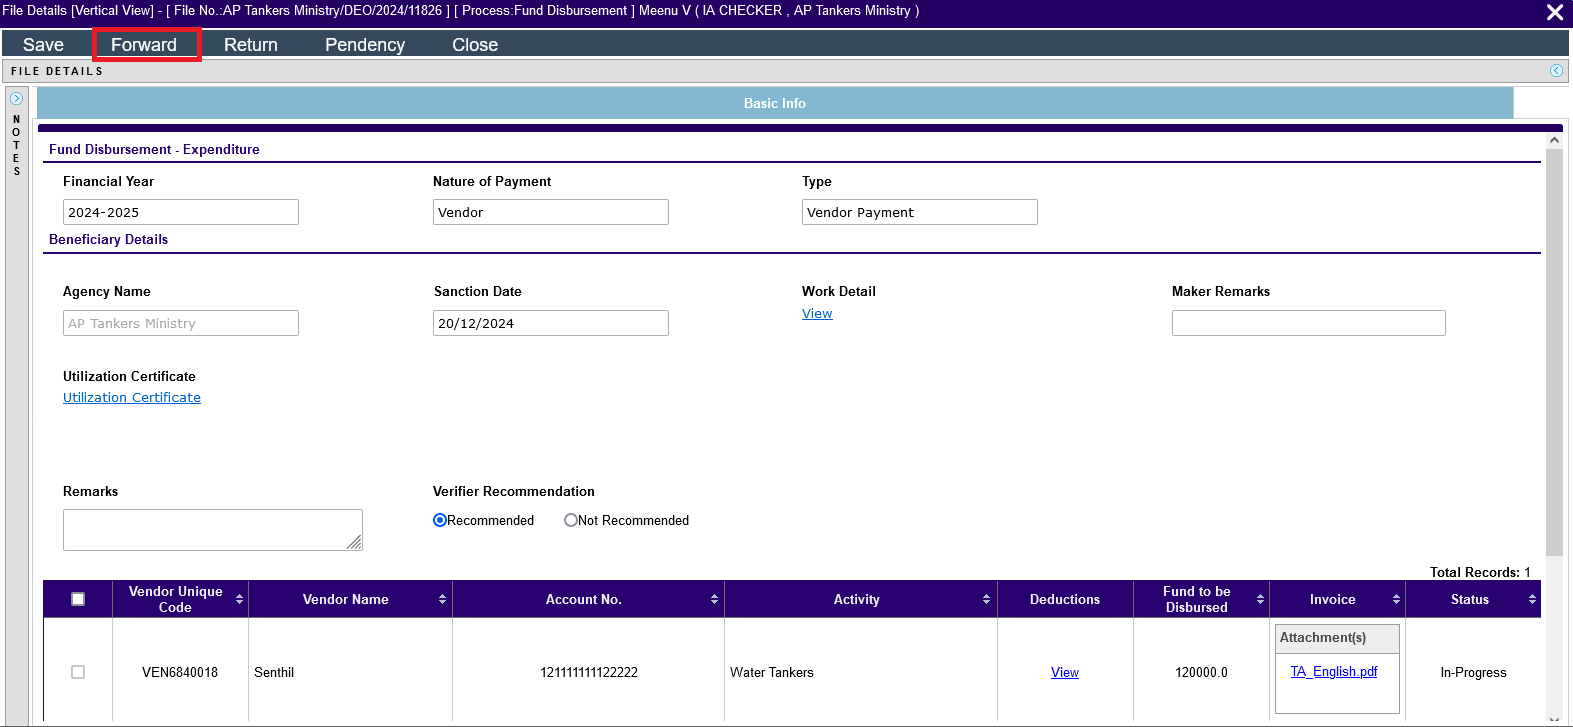 File Details [Vertical View] - [ File No.:AP Tankers Ministry/DEO/2024/11826 ] [ Process:Fund Disbursement ] Meenu V ( IA CHECKER , AP Tankers Ministry )
Save Forward Return Pendency Close
FILE DETAILS
NOTES
Basic Info
Fund Disbursement - Expenditure
Financial Year Nature of Payment Type
2024-2025 Vendor Vendor Payment
Beneficiary Details
Agency Name Sanction Date Work Detail Maker Remarks
AP Tankers Ministry 20/12/2024 View
Utilization Certificate
Utilization Certificate
Remarks Verifier Recommendation
Recommended Not Recommended
Total Records: 1
Vendor Unique Code Vendor Name Account No. Activity Deductions Fund to be Disbursed Invoice Status
Attachment(s)
VEN6840018 Senthil 121111111122222 Water Tankers View 120000.0 TA_English.pdf In-Progress